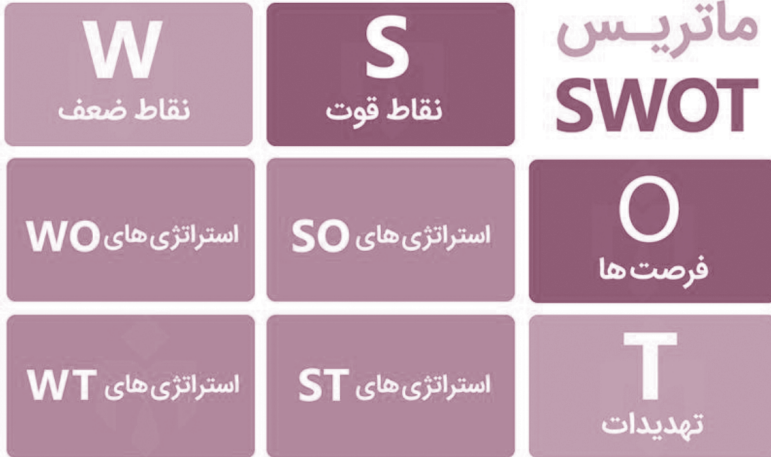 ماتریس
SWOT
S
نقاط قوت
W
نقاط ضعف
O
فرصت‌ها
استراتژی‌های SO
استراتژی‌های WO
T
تهدیدات
استراتژی‌های ST
استراتژی‌های WT